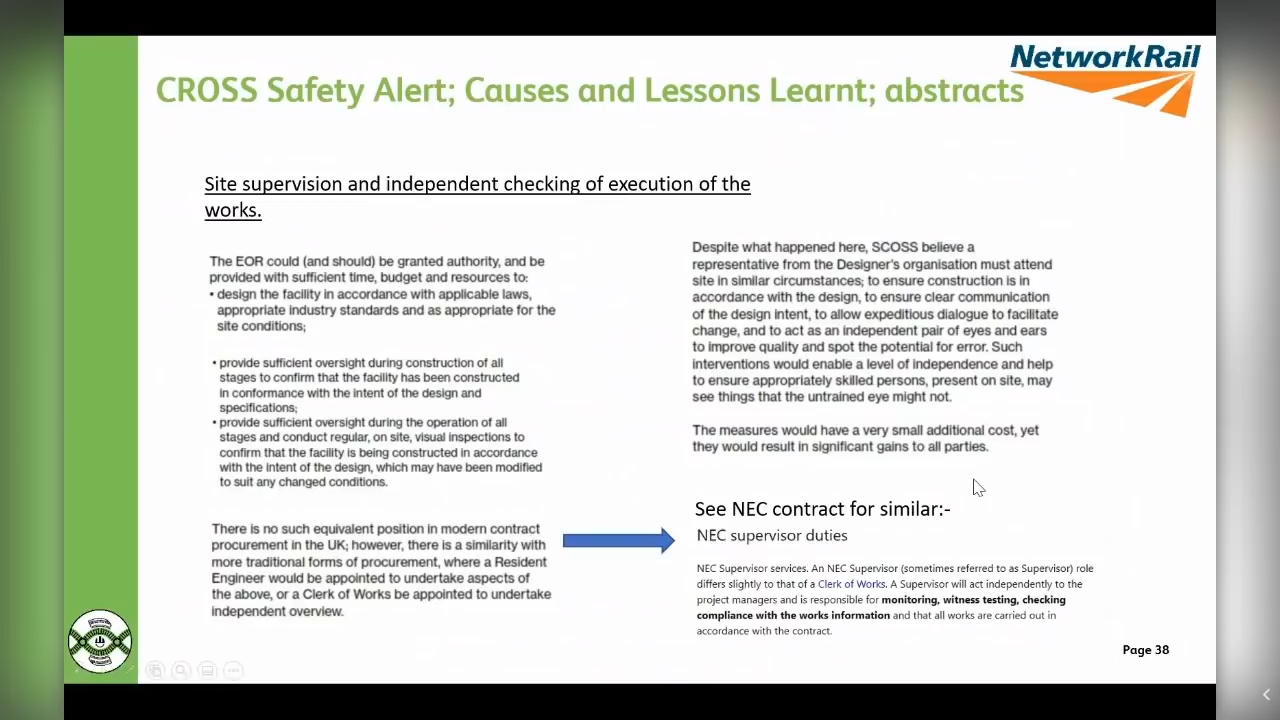 NetworkRail
CROSS Safety Alert; Causes and Lessons Learnt; abstracts
Site supervision and independent checking of execution of the
works.
The EOR could (and should) be granted authority, and be
provided with sufficient time, budget and resources to:
• design the facility in accordance with applicable laws,
appropriate industry standards and as appropriate for the
site conditions;
• provide sufficient oversight during construction of all
stages to confirm that the facility has been constructed
in conformance with the intent of the design and
specifications;
• provide sufficient oversight during the operation of all
stages and conduct regular, on site, visual inspections to
confirm that the facility is being constructed in accordance
with the intent of the design, which may have been modified
to suit any changed conditions.
There is no such equivalent position in modern contract
procurement in the UK; however, there is a similarity with
more traditional forms of procurement, where a Resident
Engineer would be appointed to undertake aspects of
the above, or a Clerk of Works be appointed to undertake
independent overview.
Despite what happened here, SCOSS believe a
representative from the Designer's organisation must attend
site in similar circumstances; to ensure construction is in
accordance with the design, to ensure clear communication
of the design intent, to allow expeditious dialogue to facilitate
change, and to act as an independent pair of eyes and ears
to improve quality and spot the potential for error. Such
interventions would enable a level of independence and help
to ensure appropriately skilled persons, present on site, may
see things that the untrained eye might not.
The measures would have a very small additional cost, yet
they would result in significant gains to all parties.
See NEC contract for similar:-
NEC supervisor duties
NEC Supervisor services. An NEC Supervisor (sometimes referred to as Supervisor) role
differs slightly to that of a Clerk of Works. A Supervisor will act independently to the
project managers and is responsible for monitoring, witness testing, checking
compliance with the works information and that all works are carried out in
accordance with the contract.
Page 38